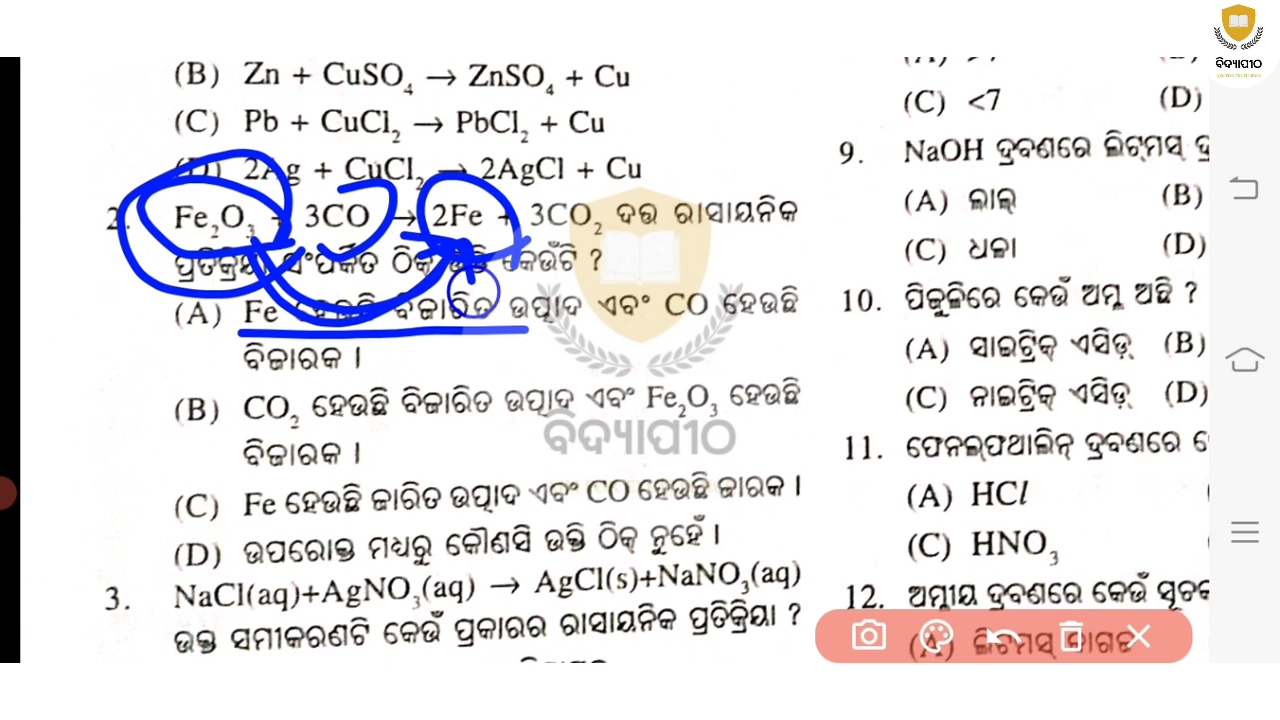 (B) Zn + CuSO₄ → ZnSO₄ + Cu
(C) Pb + CuCl₂ → PbCl₂ + Cu
(D) 2Ag + CuCl₂ → 2AgCl + Cu
2. Fe₂O₃ + 3CO → 2Fe + 3CO₂ ଦତ୍ତ ରାସାୟନିକ
ପ୍ରତିକ୍ରିୟା ସଂପର୍କିତ ଠିକ୍ ଉକ୍ତି କେଉଁଟି ?
(A) Fe ହେଉଛି ବିଜାରିତ ଉତ୍ପାଦ ଏବଂ CO ହେଉଛି
ବିଜାରକ ।
(B) CO₂ ହେଉଛି ବିଜାରିତ ଉତ୍ପାଦ ଏବଂ Fe₂O₃ ହେଉଛି
ବିଜାରକ ।
(C) Fe ହେଉଛି ଜାରିତ ଉତ୍ପାଦ ଏବଂ CO ହେଉଛି ଜାରକ ।
(D) ଉପରୋକ୍ତ ମଧ୍ୟରୁ କୌଣସି ଉକ୍ତି ଠିକ୍ ନୁହେଁ ।
3. NaCl(aq)+AgNO₃(aq) → AgCl(s)+NaNO₃(aq)
ଉକ୍ତ ସମୀକରଣଟି କେଉଁ ପ୍ରକାରର ରାସାୟନିକ ପ୍ରତିକ୍ରିୟା ?
(C) <7 (D)
9. NaOH ଦ୍ରବଣରେ ଲିଟ୍‌ମସ୍
(A) ଲାଲ୍ (B)
(C) ଧଳା (D)
10. ପିଜୁଳିରେ କେଉଁ ଅମ୍ଳ ଅଛି ?
(A) ସାଇଟ୍ରିକ୍ ଏସିଡ୍ (B)
(C) ନାଇଟ୍ରିକ୍ ଏସିଡ୍ (D)
11. ଫେନଲ୍‌ଫଥାଲିନ୍ ଦ୍ରବଣରେ
(A) HCl
(C) HNO₃
12. ଅମ୍ଳୀୟ ଦ୍ରବଣରେ କେଉଁ
(A) ଲିଟମସ୍ କାଗଜ
ବିଦ୍ୟାପୀଠ
ବିଦ୍ୟାପୀଠ